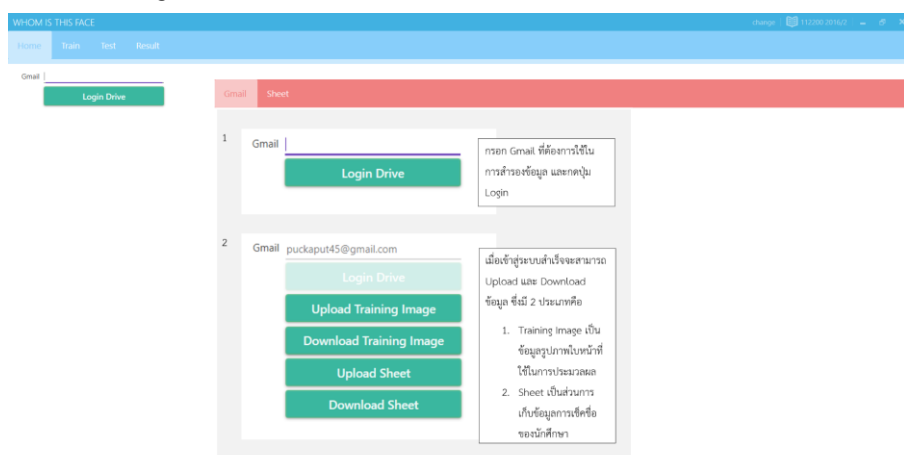 WHOM IS THIS FACE
change | 112200 2016/2
Home Train Test Result
Gmail
Login Drive
Gmail Sheet
1
Gmail
Login Drive
กรอก Gmail ที่ต้องการใช้ใน
การสำรองข้อมูล และกดปุ่ม
Login
2
Gmail puckaput45@gmail.com
Login Drive
Upload Training Image
Download Training Image
Upload Sheet
Download Sheet
เมื่อเข้าสู่ระบบสำเร็จจะสามารถ
Upload และ Download
ข้อมูล ซึ่งมี 2 ประเภทคือ
1. Training Image เป็น
ข้อมูลรูปภาพใบหน้าที่
ใช้ในการประมวลผล
2. Sheet เป็นส่วนการ
เก็บข้อมูลการเช็คชื่อ
ของนักศึกษา